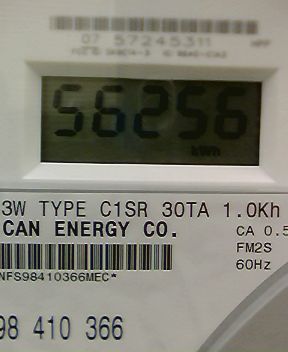 07 57245311
56256
kWh
3W TYPE C1SR 30TA 1.0Kh
CAN ENERGY CO.
CA 0.5
FM2S
60Hz
NFS98410366MEC*
98 410 366